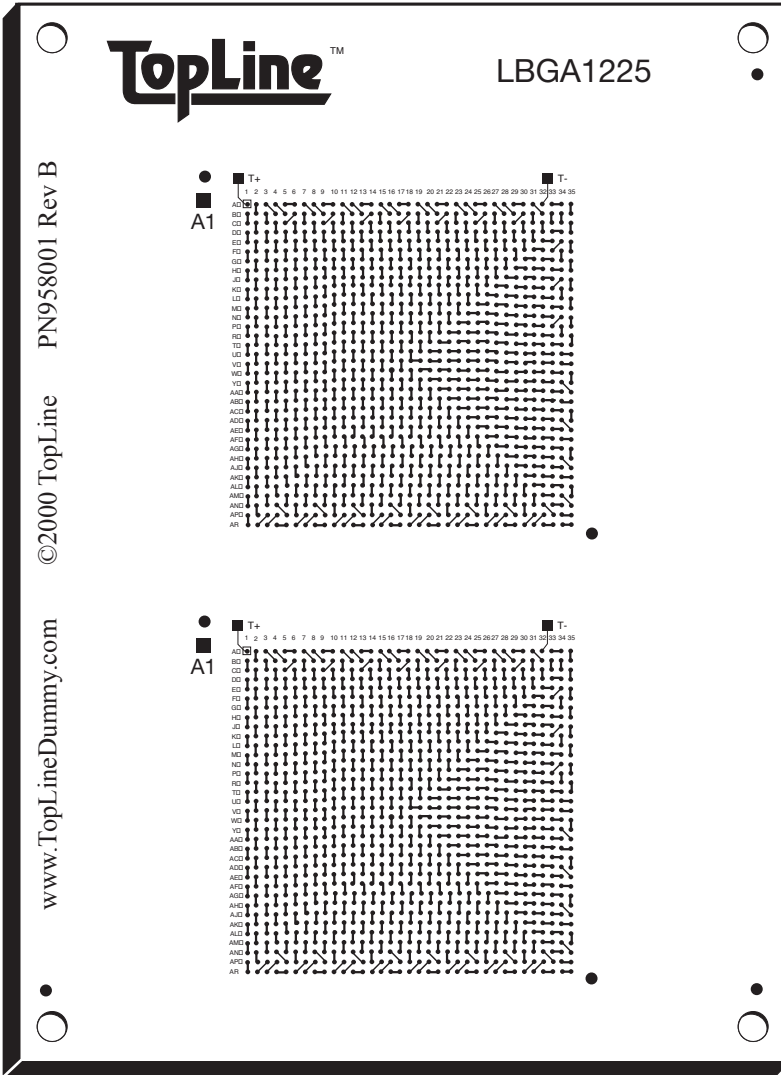 TopLine™
LBGA1225
PN958001 Rev B
©2000 TopLine
www.TopLineDummy.com
T+
T-
A1
1 2 3 4 5 6 7 8 9 10 11 12 13 14 15 16 17 18 19 20 21 22 23 24 25 26 27 28 29 30 31 32 33 34 35
A
B
C
D
E
F
G
H
J
K
L
M
N
P
R
T
U
V
W
Y
AA
AB
AC
AD
AE
AF
AG
AH
AJ
AK
AL
AM
AN
AP
AR
T+
T-
A1
1 2 3 4 5 6 7 8 9 10 11 12 13 14 15 16 17 18 19 20 21 22 23 24 25 26 27 28 29 30 31 32 33 34 35
A
B
C
D
E
F
G
H
J
K
L
M
N
P
R
T
U
V
W
Y
AA
AB
AC
AD
AE
AF
AG
AH
AJ
AK
AL
AM
AN
AP
AR